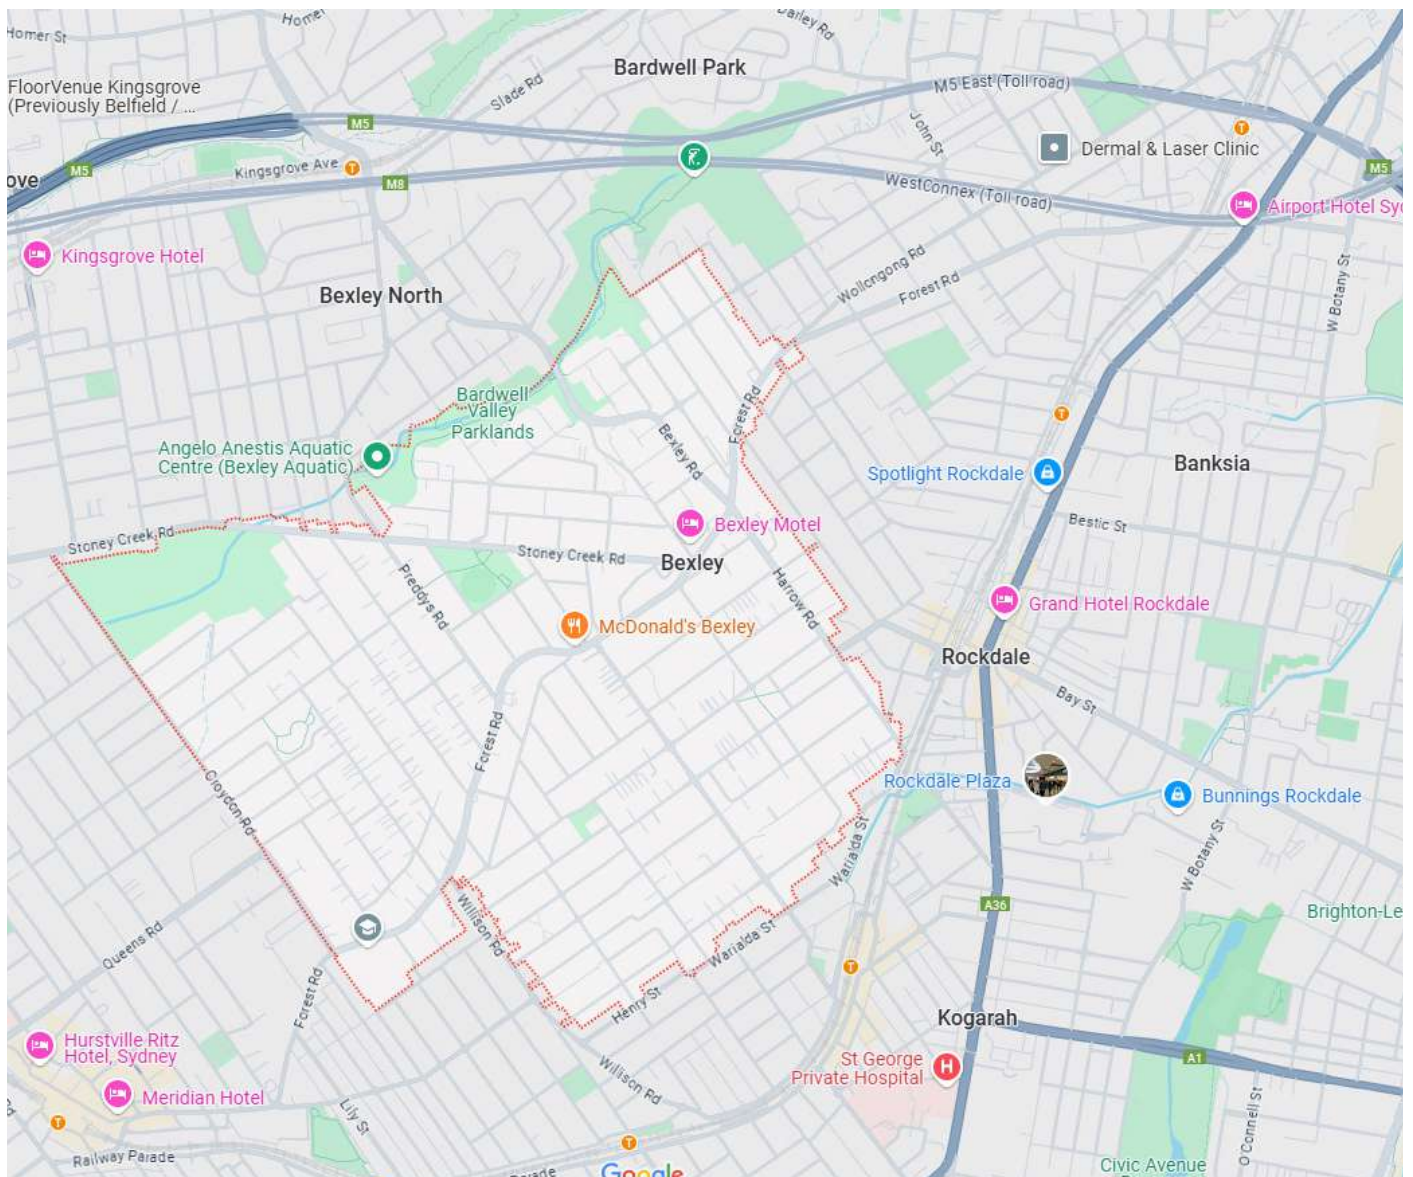 Homer St
Homer
Darley Rd
Bardwell Park
FloorVenue Kingsgrove
(Previously Belfield / ...
Slade Rd
M5 East (Toll road)
M5
John St
Dermal & Laser Clinic
T
M5
ove
Kingsgrove Ave
T
M8
M5
WestConnex (Toll road)
Airport Hotel Syd
Kingsgrove Hotel
Bexley North
Wollongong Rd
Forest Rd
W Botany St
Bardwell
Valley
Parklands
Forest Rd
T
Angelo Anestis Aquatic
Centre (Bexley Aquatic)
Bexley Rd
Spotlight Rockdale
Banksia
Bexley Motel
Bestic St
Stoney Creek Rd
Stoney Creek Rd
Bexley
Preddys Rd
Harrow Rd
Grand Hotel Rockdale
McDonald's Bexley
Rockdale
Bay St
Forest Rd
Croydon Rd
Rockdale Plaza
Bunnings Rockdale
Warialda St
W Botany St
A36
Willison Rd
Brighton-Le
Queens Rd
Warialda St
T
Forest Rd
Henry St
Kogarah
Hurstville Ritz
Hotel, Sydney
St George
Private Hospital
H
A1
Meridian Hotel
Willison Rd
Lily St
T
O'Connell St
T
Railway Parade
Parade
Google
Civic Avenue